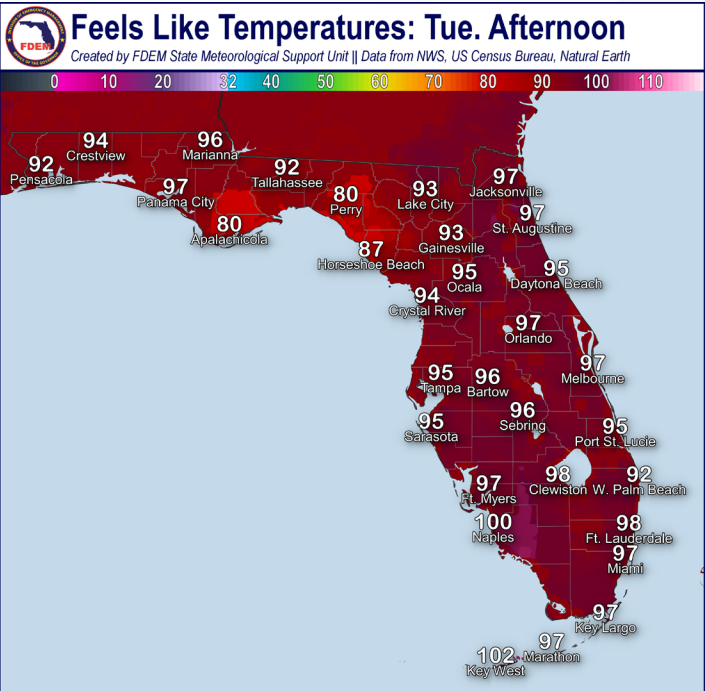 FDEM
Feels Like Temperatures: Tue. Afternoon
Created by FDEM State Meteorological Support Unit || Data from NWS, US Census Bureau, Natural Earth
0 10 20 32 40 50 60 70 80 90 100 110
94
Crestview
96
Marianna
92
Pensacola
92
Tallahassee
97
Panama City
80
Perry
93
Lake City
97
Jacksonville
97
St. Augustine
80
Apalachicola
93
Gainesville
87
Horseshoe Beach
95
Ocala
95
Daytona Beach
94
Crystal River
97
Orlando
97
Melbourne
95
Tampa
96
Bartow
96
Sebring
95
Sarasota
95
Port St. Lucie
97
Ft. Myers
98
Clewiston
92
W. Palm Beach
100
Naples
98
Ft. Lauderdale
97
Miami
97
Key Largo
97
Marathon
102
Key West